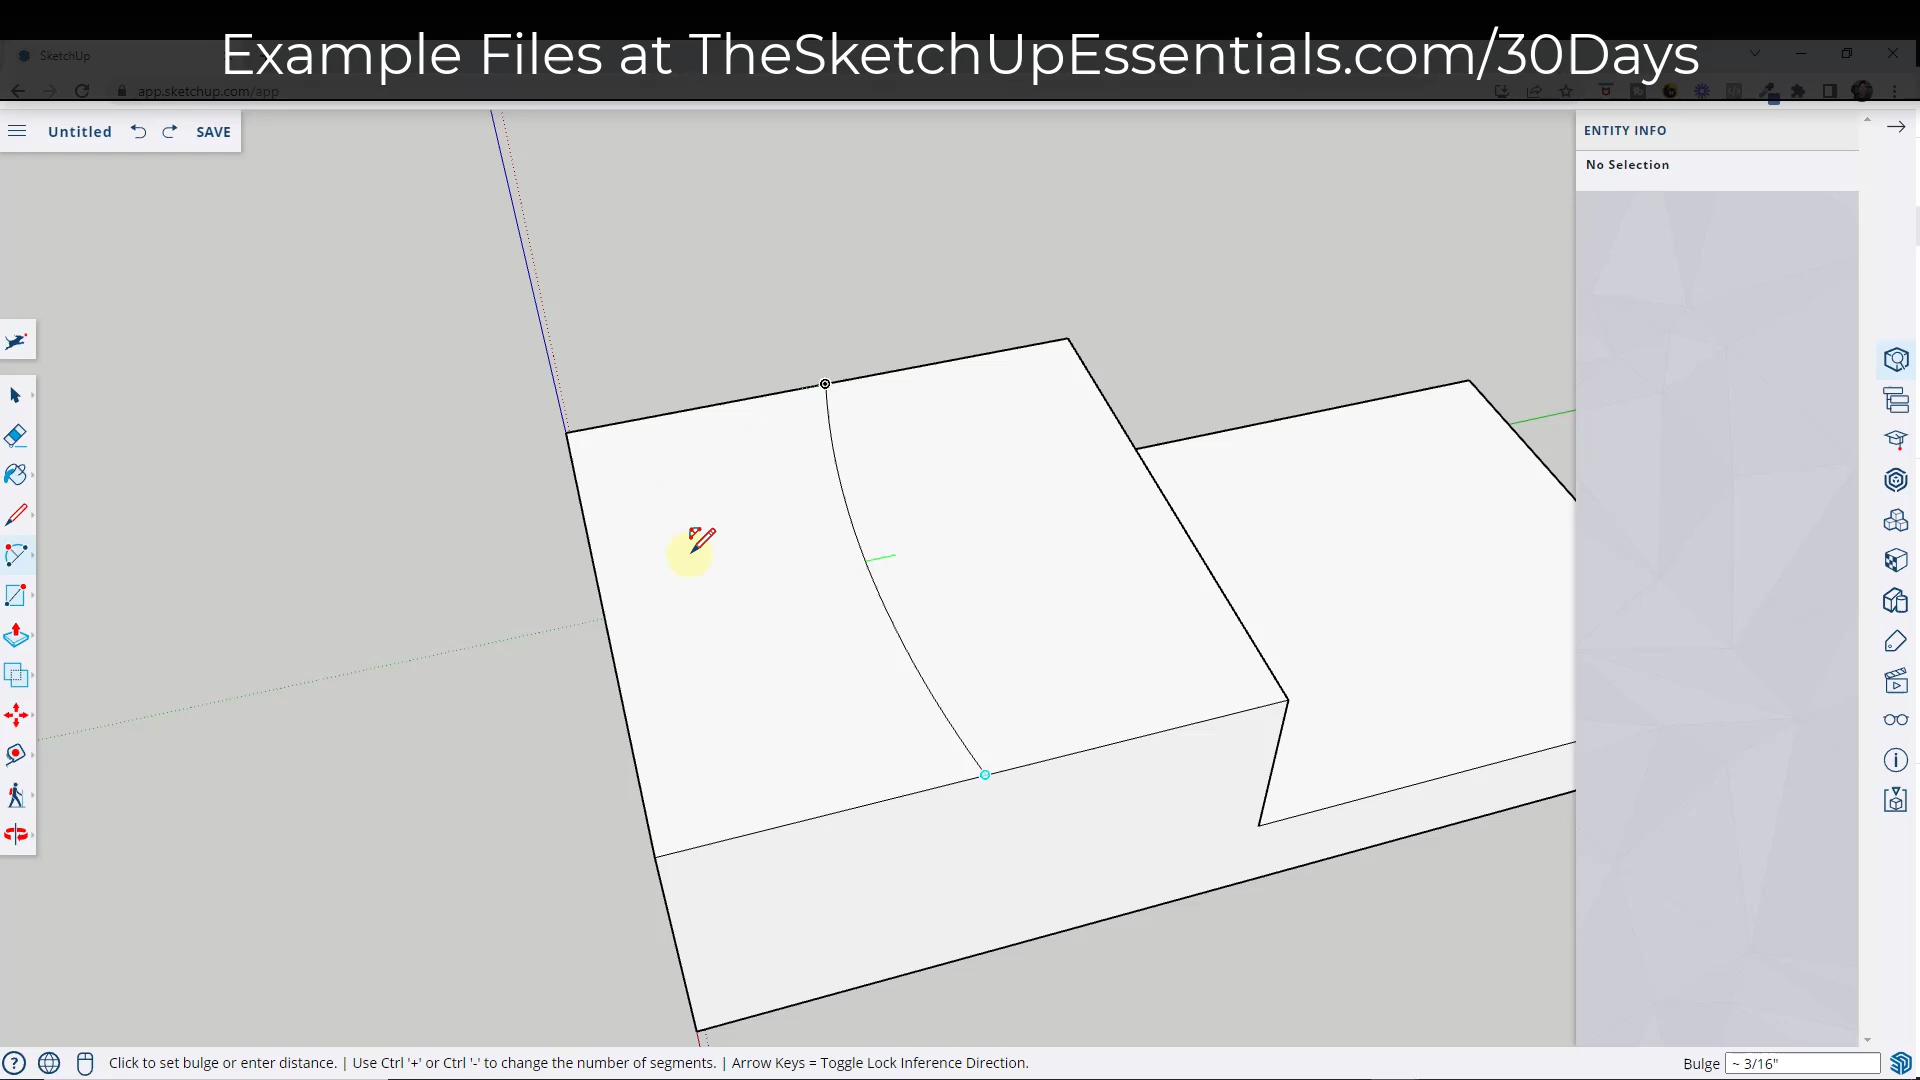 Example Files at TheSketchUpEssentials.com/30Days
SketchUp
app.sketchup.com/app
Untitled
SAVE
ENTITY INFO
No Selection
Click to set bulge or enter distance. | Use Ctrl '+' or Ctrl '-' to change the number of segments. | Arrow Keys = Toggle Lock Inference Direction.
Bulge
~ 3/16"